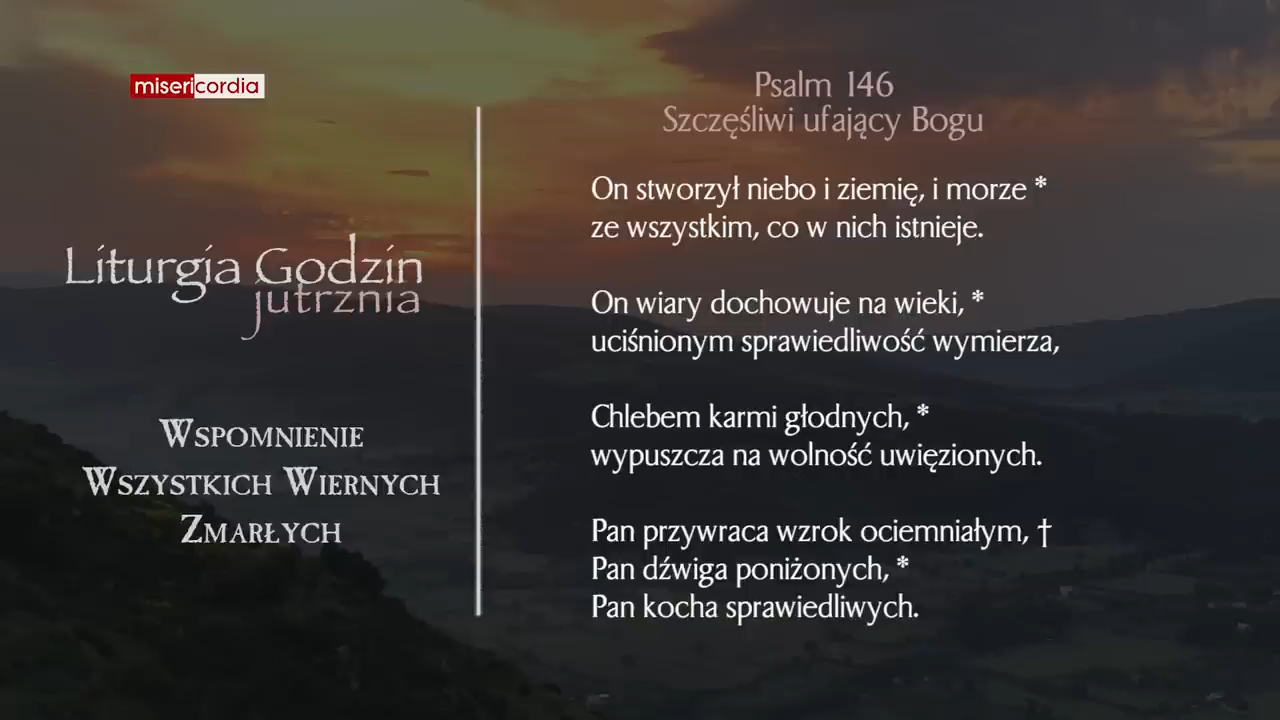 misericordia
Liturgia Godzin
jutrznia
Wspomnienie
Wszystkich Wiernych
Zmarłych
Psalm 146
Szczęśliwi ufający Bogu
On stworzył niebo i ziemię, i morze *
ze wszystkim, co w nich istnieje.
On wiary dochowuje na wieki, *
uciśnionym sprawiedliwość wymierza,
Chlebem karmi głodnych, *
wypuszcza na wolność uwięzionych.
Pan przywraca wzrok ociemniałym, †
Pan dźwiga poniżonych, *
Pan kocha sprawiedliwych.